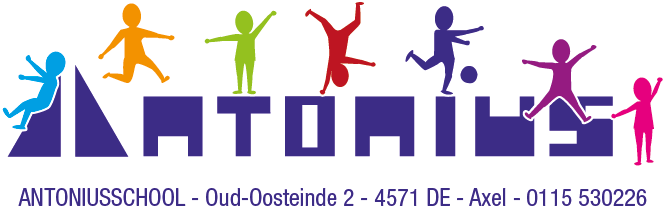 ANTONIUS
ANTONIUSSCHOOL - Oud-Oosteinde 2 - 4571 DE - Axel - 0115 530226